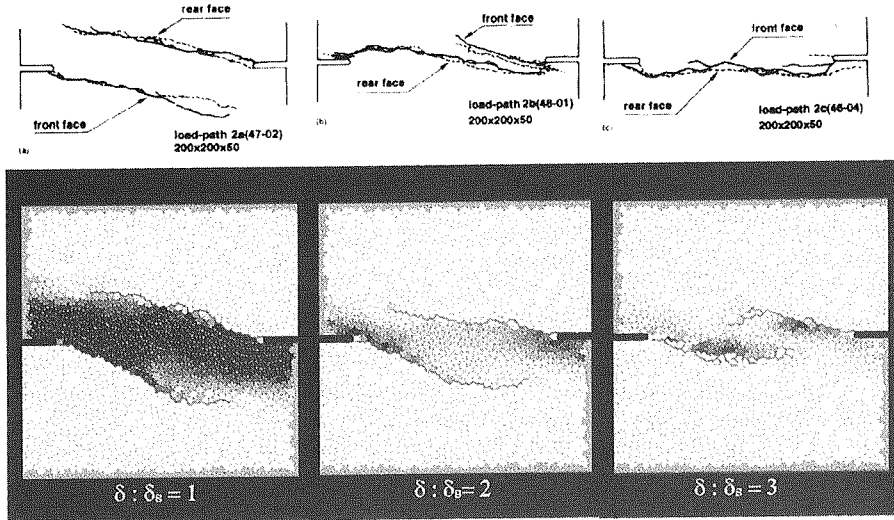 rear face
front face
load-path 2a(47-02)
200x200x50
(a)
front face
rear face
load-path 2b(48-01)
200x200x50
(b)
front face
rear face
load-path 2c(46-04)
200x200x50
(c)
δ : δs = 1
δ : δs = 2
δ : δs = 3